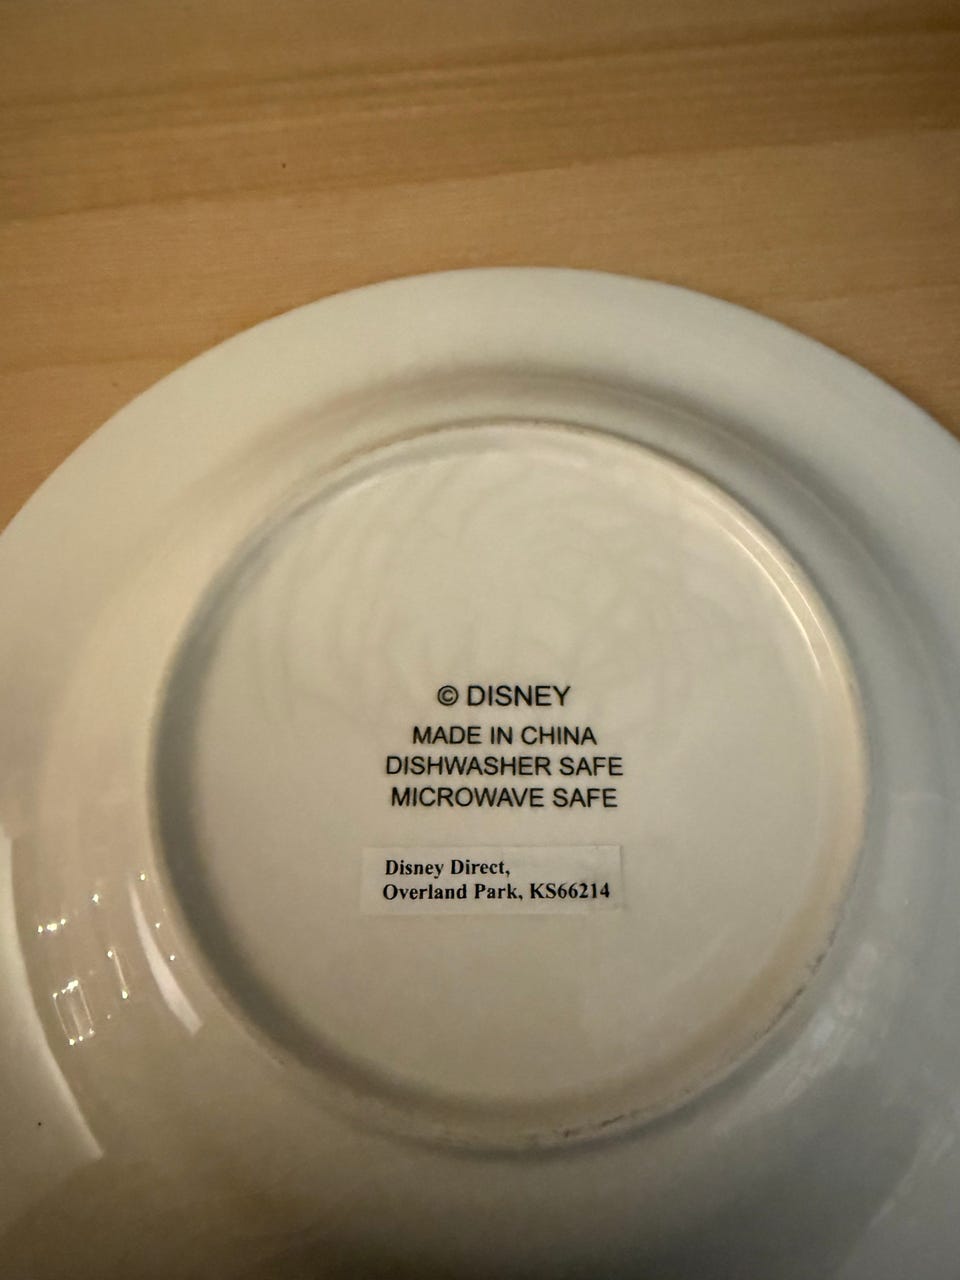 © DISNEY
MADE IN CHINA
DISHWASHER SAFE
MICROWAVE SAFE
Disney Direct,
Overland Park, KS66214